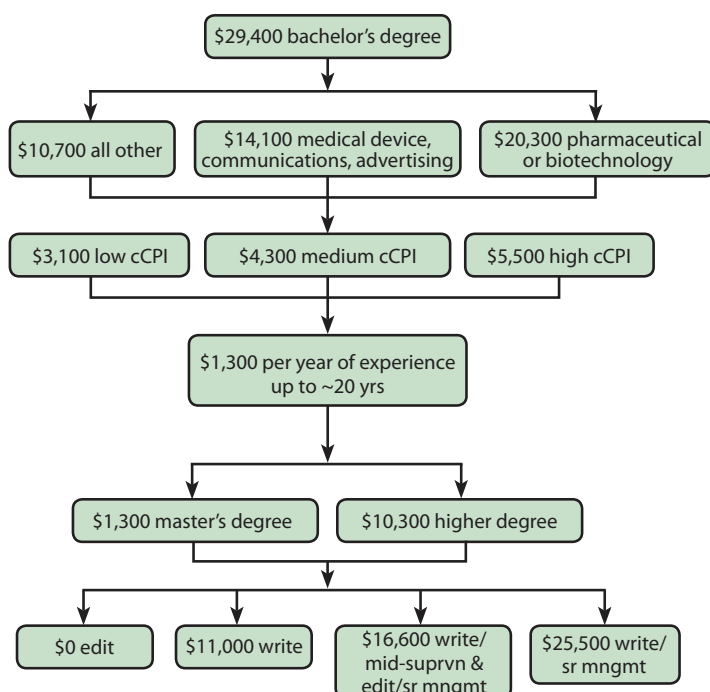 $29,400 bachelor’s degree
$10,700 all other
$14,100 medical device,
communications, advertising
$20,300 pharmaceutical
or biotechnology
$3,100 low cCPI
$4,300 medium cCPI
$5,500 high cCPI
$1,300 per year of experience
up to ~20 yrs
$1,300 master’s degree
$10,300 higher degree
$0 edit
$11,000 write
$16,600 write/
mid-suprvn &
edit/sr mngmt
$25,500 write/
sr mngmt